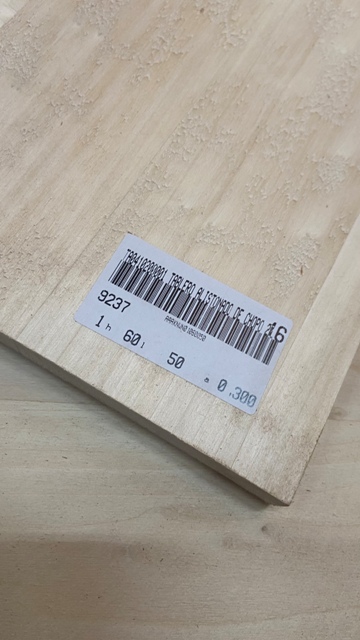 TABLERO ALISTONADO DE CHOPO 16
9237
1 h 60 l 50 a 0,300